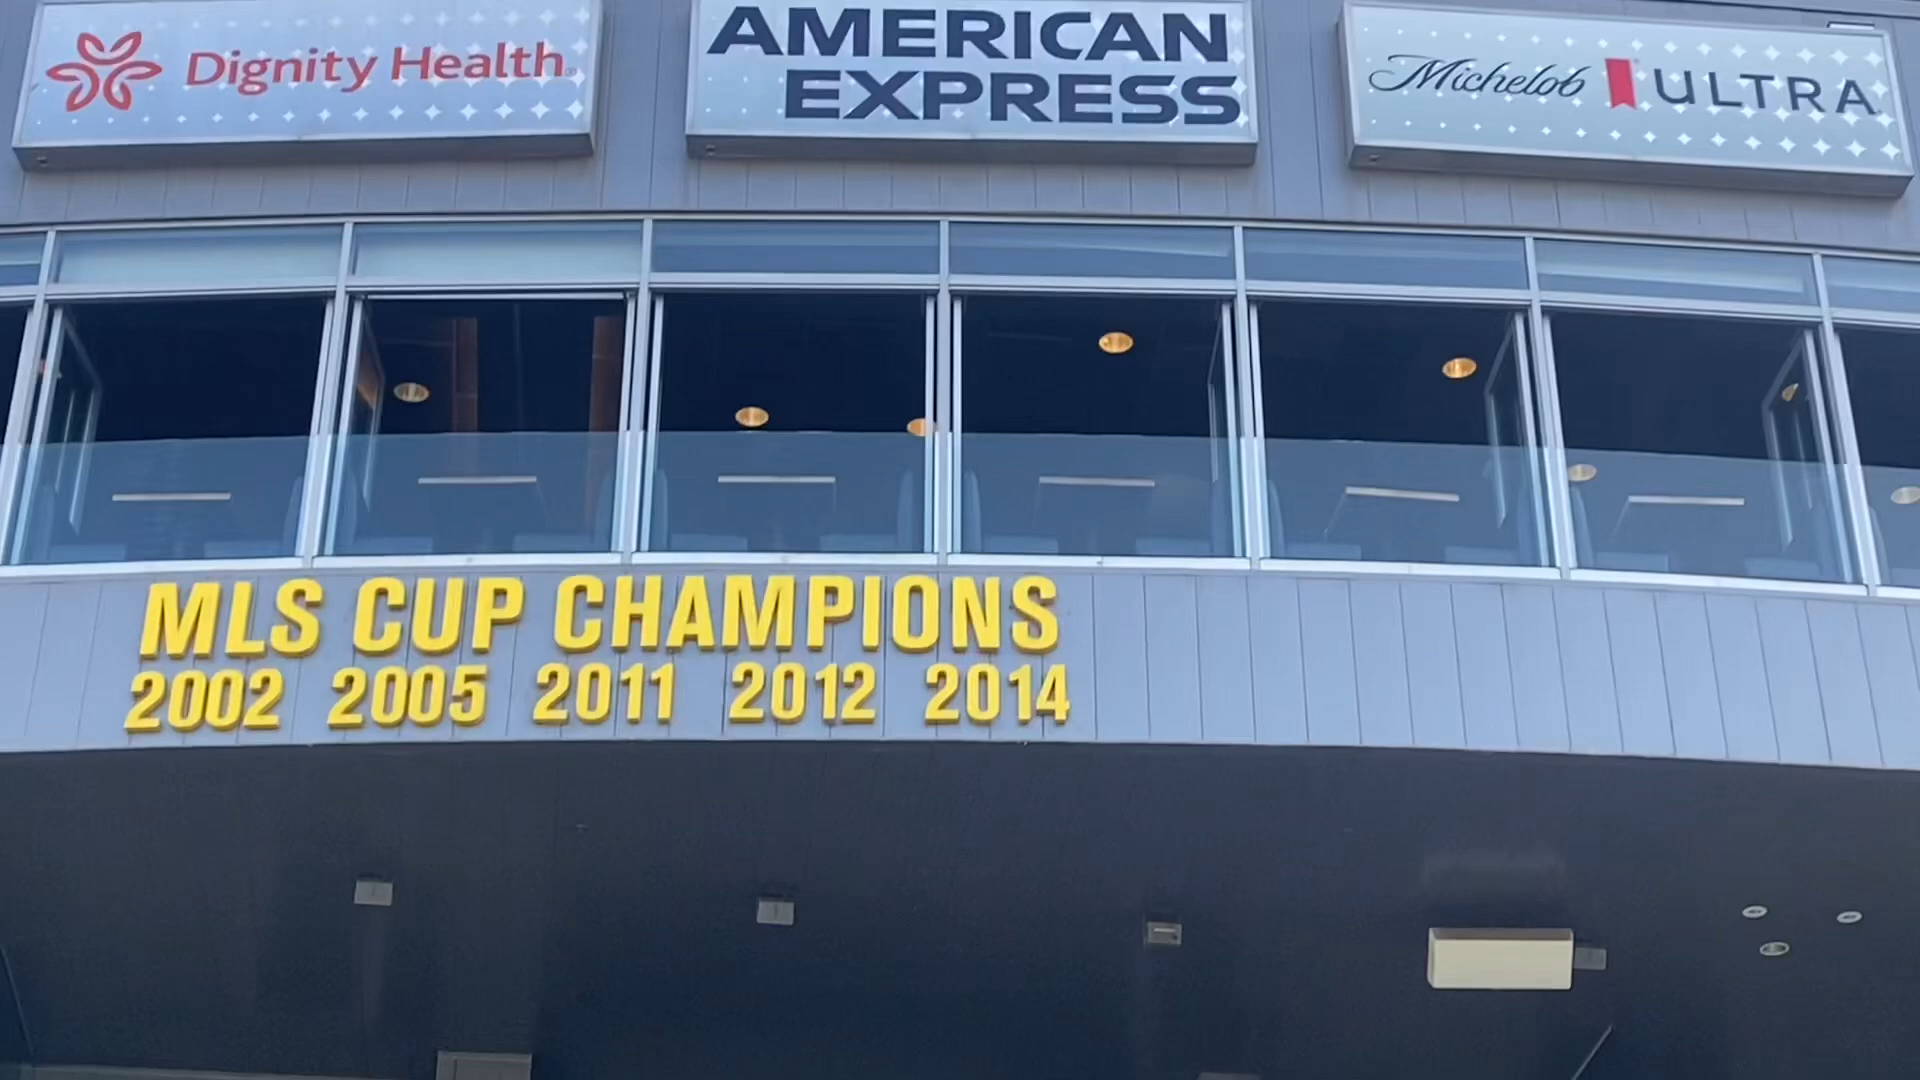 Dignity Health
AMERICAN
EXPRESS
Michelob ULTRA
MLS CUP CHAMPIONS
2002 2005 2011 2012 2014